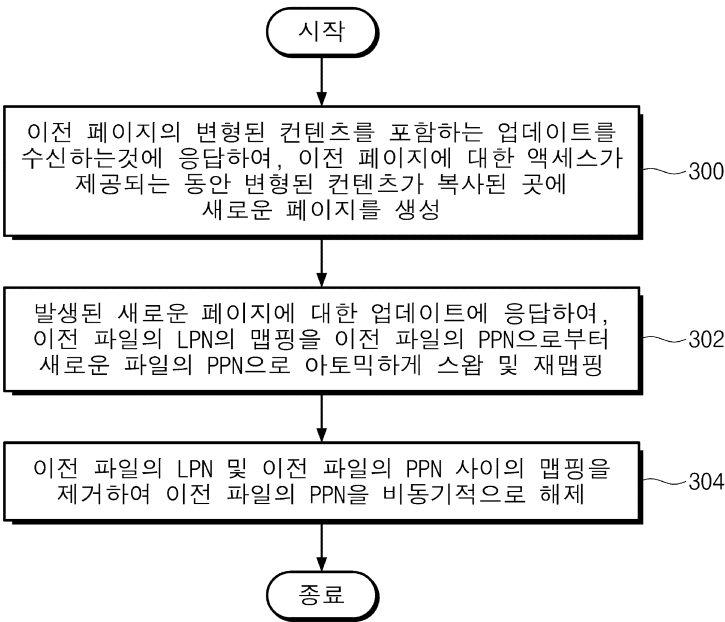 시작
이전 페이지의 변형된 컨텐츠를 포함하는 업데이트를
수신하는것에 응답하여, 이전 페이지에 대한 액세스가
제공되는 동안 변형된 컨텐츠가 복사된 곳에
새로운 페이지를 생성
300
발생된 새로운 페이지에 대한 업데이트에 응답하여,
이전 파일의 LPN의 맵핑을 이전 파일의 PPN으로부터
새로운 파일의 PPN으로 아토믹하게 스왑 및 재맵핑
302
이전 파일의 LPN 및 이전 파일의 PPN 사이의 맵핑을
제거하여 이전 파일의 PPN을 비동기적으로 해제
304
종료